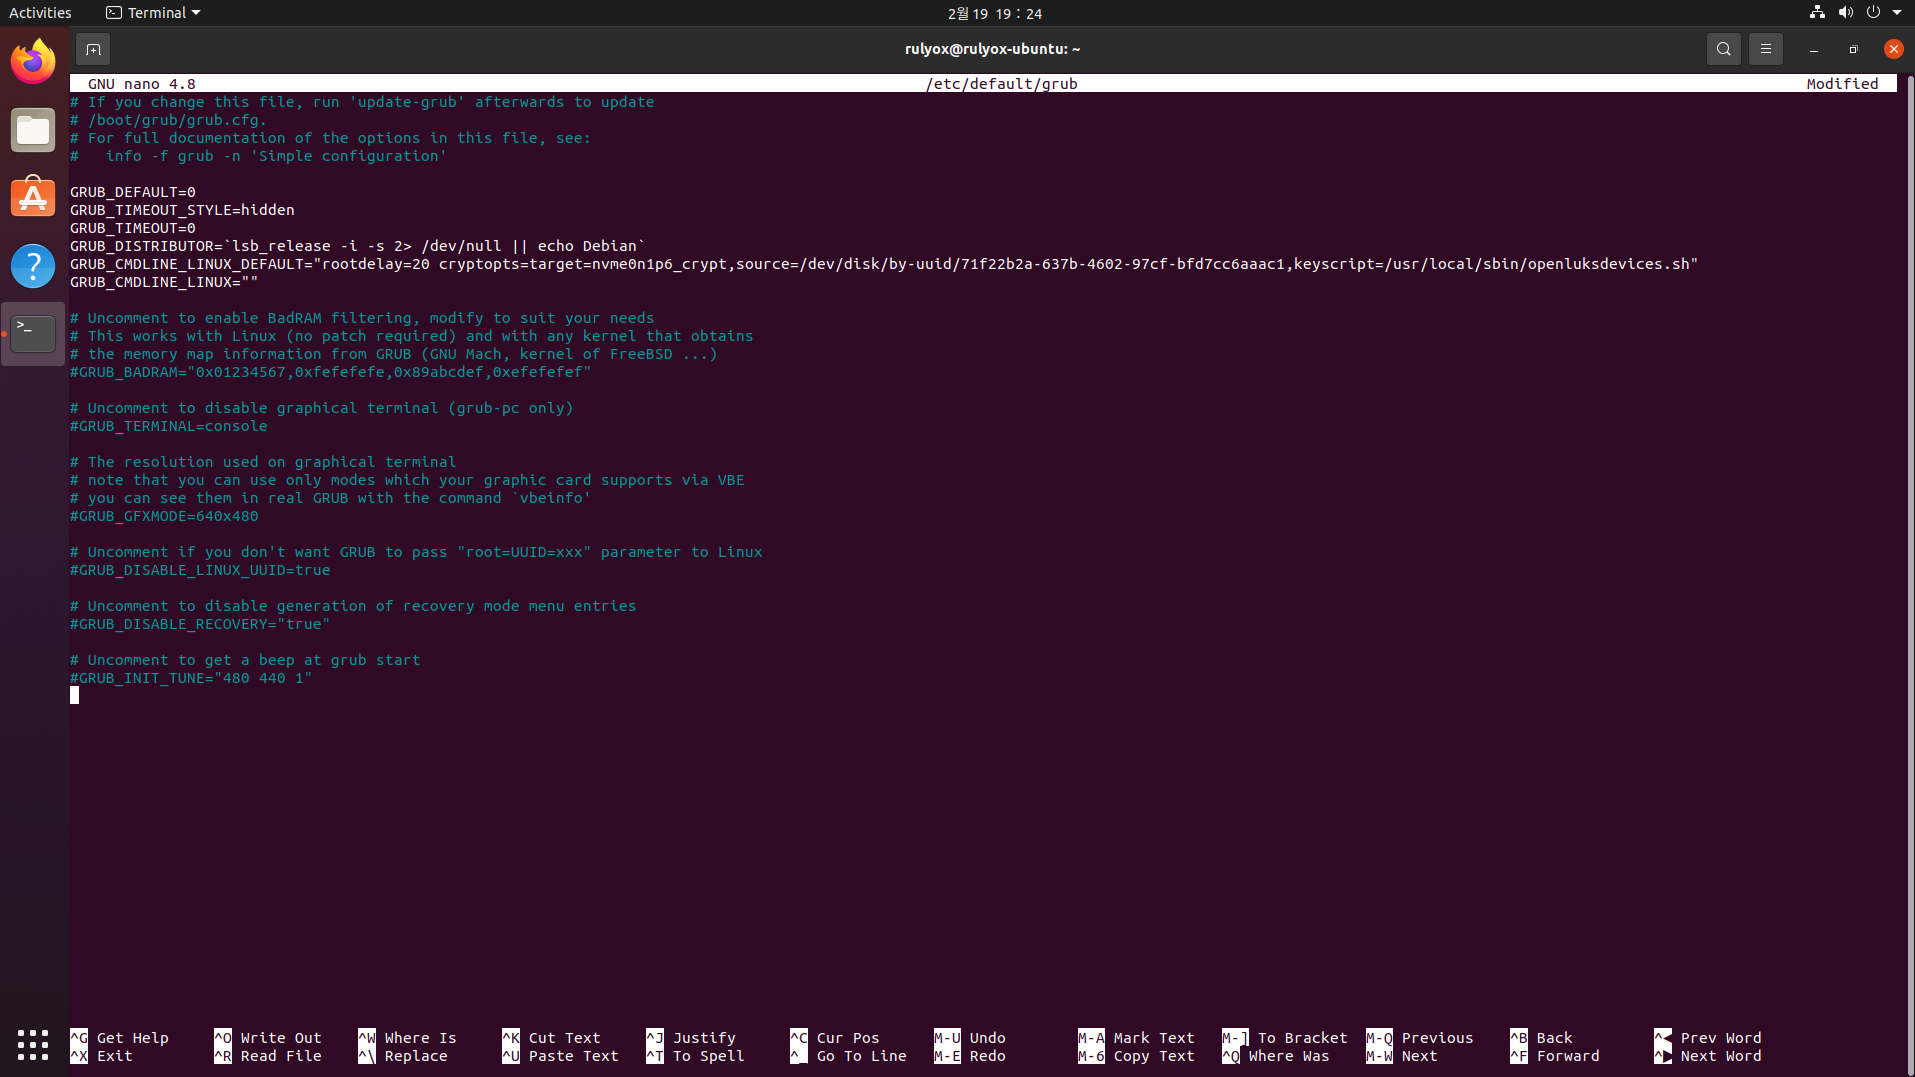 Activities Terminal 2월 19 19 : 24
rulyox@rulyox-ubuntu: ~
GNU nano 4.8 /etc/default/grub Modified
# If you change this file, run 'update-grub' afterwards to update
# /boot/grub/grub.cfg.
# For full documentation of the options in this file, see:
#   info -f grub -n 'Simple configuration'
GRUB_DEFAULT=0
GRUB_TIMEOUT_STYLE=hidden
GRUB_TIMEOUT=0
GRUB_DISTRIBUTOR=`lsb_release -i -s 2> /dev/null || echo Debian`
GRUB_CMDLINE_LINUX_DEFAULT="rootdelay=20 cryptopts=target=nvme0n1p6_crypt,source=/dev/disk/by-uuid/71f22b2a-637b-4602-97cf-bfd7cc6aaac1,keyscript=/usr/local/sbin/openluksdevices.sh"
GRUB_CMDLINE_LINUX=""
# Uncomment to enable BadRAM filtering, modify to suit your needs
# This works with Linux (no patch required) and with any kernel that obtains
# the memory map information from GRUB (GNU Mach, kernel of FreeBSD ...)
#GRUB_BADRAM="0x01234567,0xfefefefe,0x89abcdef,0xefefefef"
# Uncomment to disable graphical terminal (grub-pc only)
#GRUB_TERMINAL=console
# The resolution used on graphical terminal
# note that you can use only modes which your graphic card supports via VBE
# you can see them in real GRUB with the command `vbeinfo'
#GRUB_GFXMODE=640x480
# Uncomment if you don't want GRUB to pass "root=UUID=xxx" parameter to Linux
#GRUB_DISABLE_LINUX_UUID=true
# Uncomment to disable generation of recovery mode menu entries
#GRUB_DISABLE_RECOVERY="true"
# Uncomment to get a beep at grub start
#GRUB_INIT_TUNE="480 440 1"
^G Get Help ^O Write Out ^W Where Is ^K Cut Text ^J Justify ^C Cur Pos M-U Undo M-A Mark Text M-] To Bracket M-Q Previous ^B Back ^◀ Prev Word
^X Exit ^R Read File ^\ Replace ^U Paste Text ^T To Spell ^_ Go To Line M-E Redo M-6 Copy Text ^Q Where Was M-W Next ^F Forward ^▶ Next Word